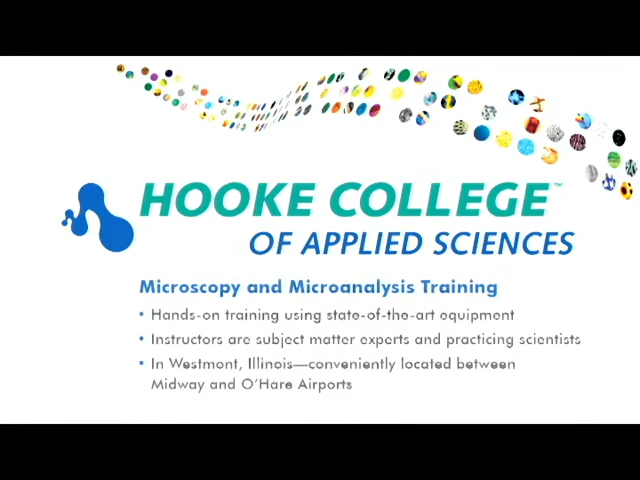 HOOKE COLLEGE™
OF APPLIED SCIENCES
Microscopy and Microanalysis Training
• Hands-on training using state-of-the-art equipment
• Instructors are subject matter experts and practicing scientists
• In Westmont, Illinois—conveniently located between
Midway and O'Hare Airports